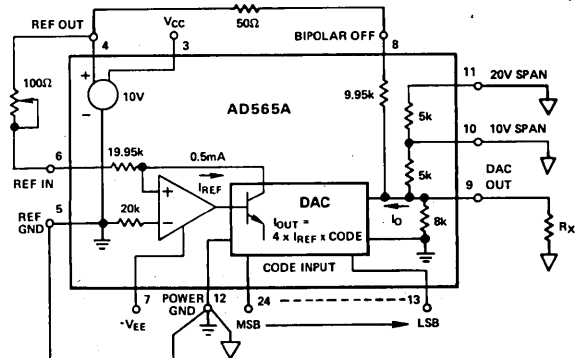 REF OUT
4
VCC
3
50Ω
BIPOLAR OFF
8
100Ω
+
10V
-
AD565A
9.95k
11
20V SPAN
5k
10
10V SPAN
5k
6
19.95k
0.5mA
REF IN
IREF
+
-
DAC
IOUT =
4 × IREF × CODE
IO
9
DAC
OUT
8k
RX
REF
GND
5
20k
CODE INPUT
7
-VEE
POWER
GND
12
24
MSB
13
LSB